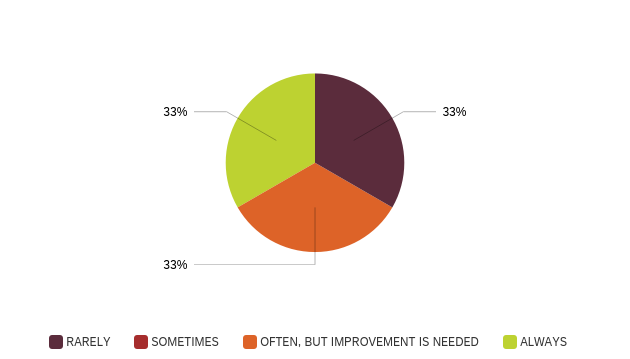 33%
33%
33%
RARELY
SOMETIMES
OFTEN, BUT IMPROVEMENT IS NEEDED
ALWAYS